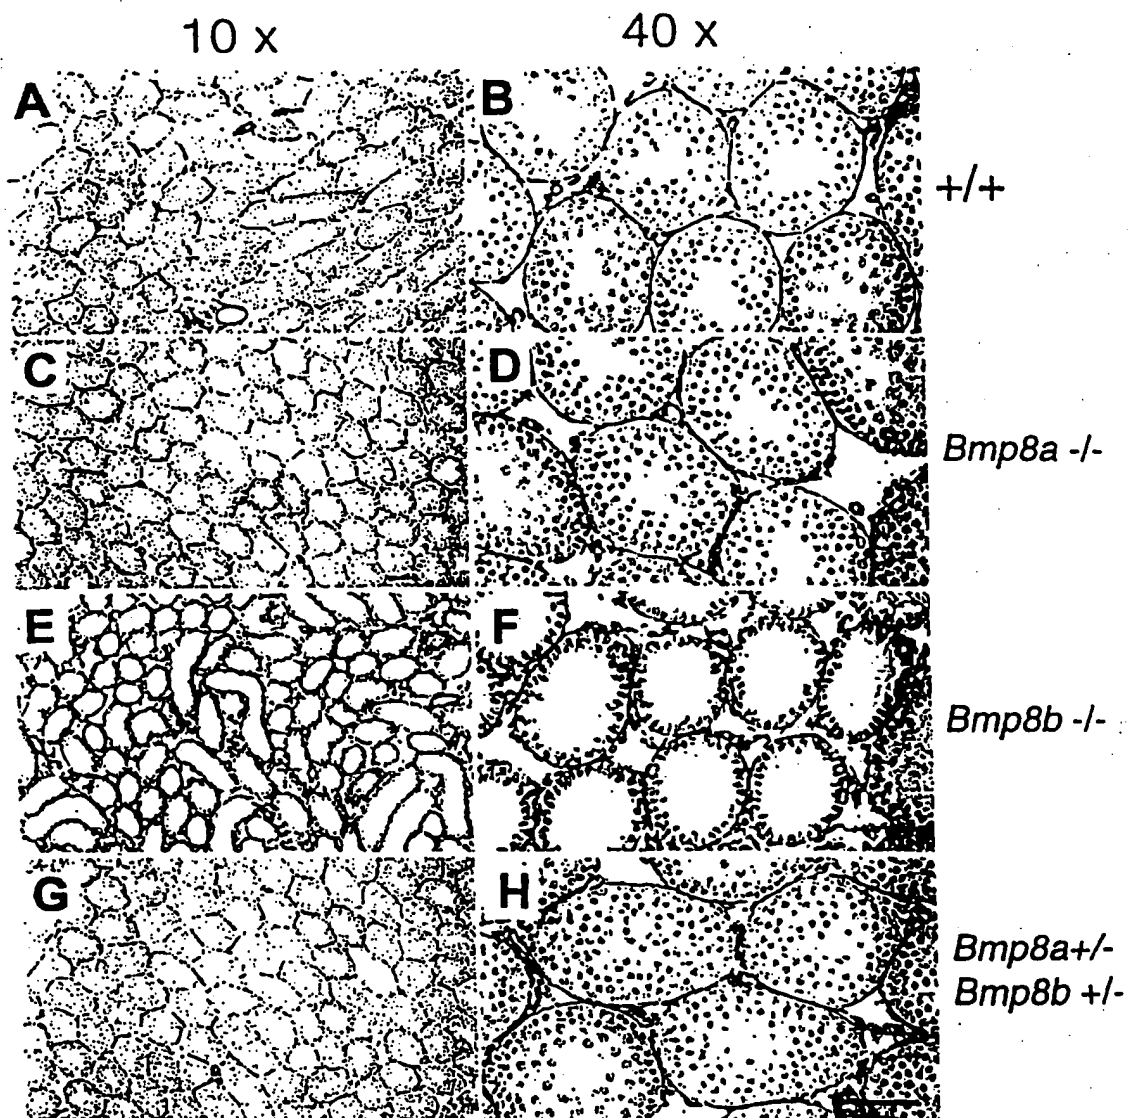 10 x 40 x
A B +/+
C D Bmp8a -/-
E F Bmp8b -/-
G H Bmp8a+/-
Bmp8b +/-